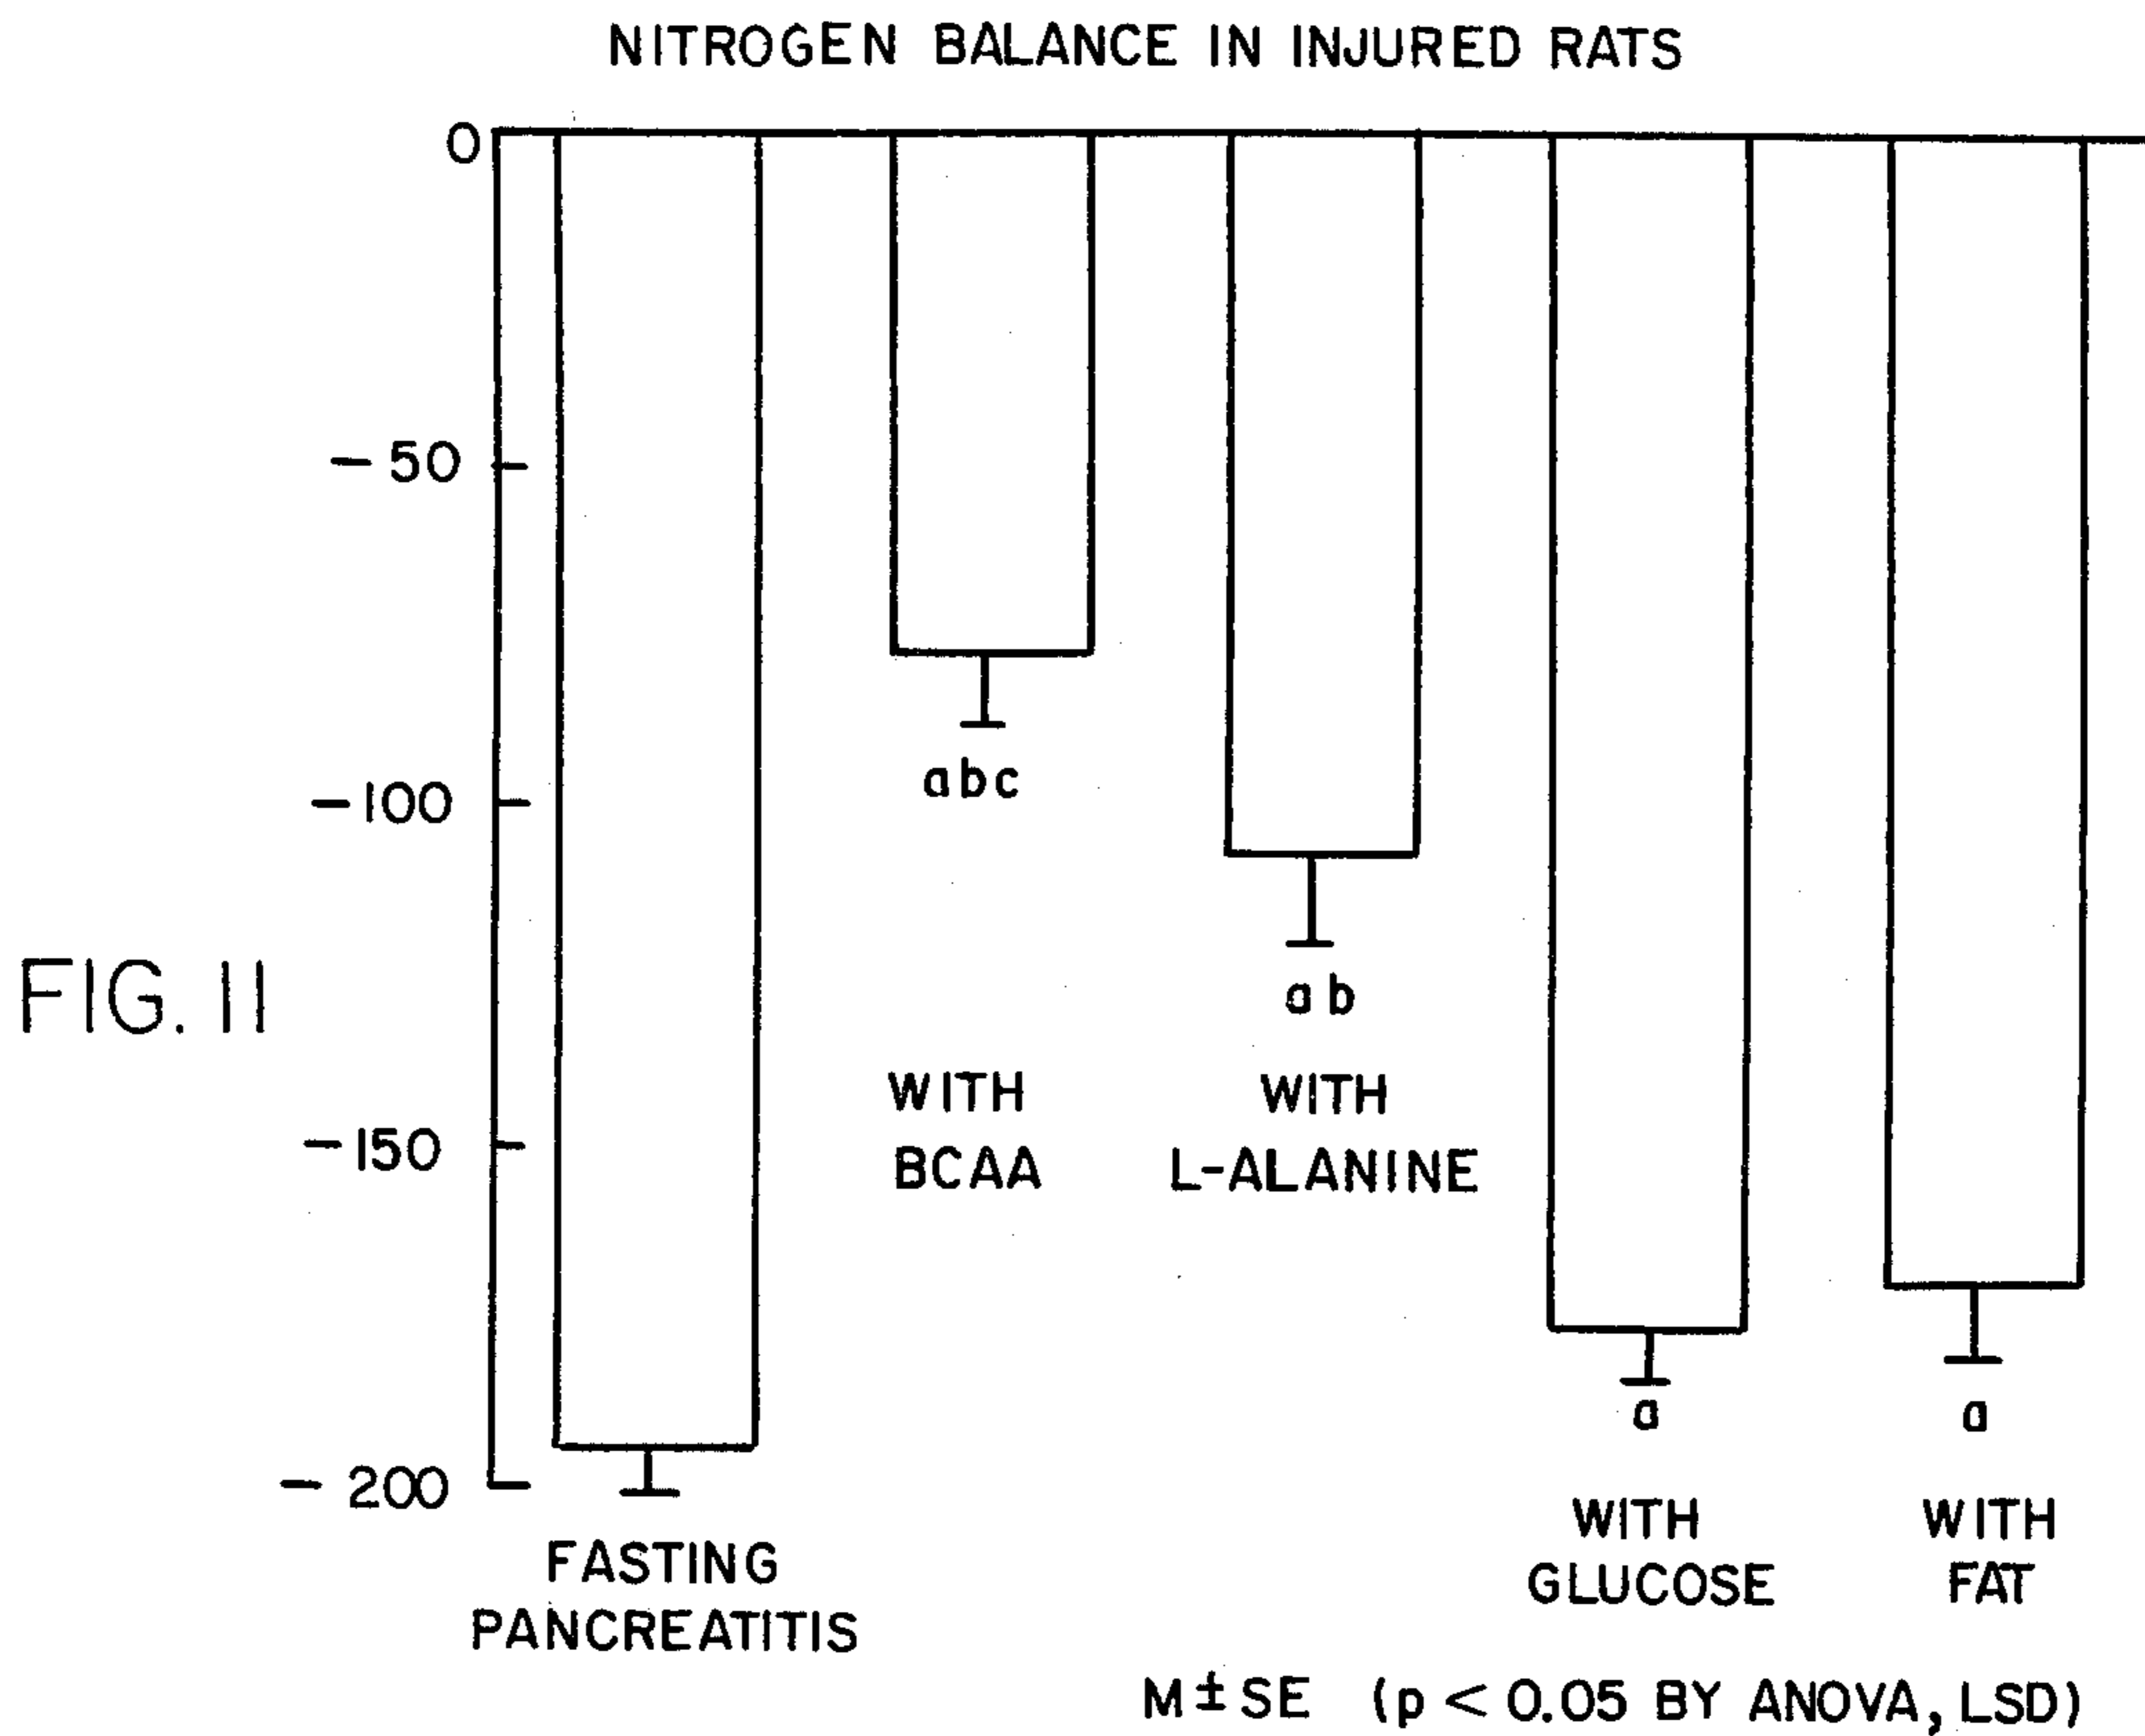 NITROGEN BALANCE IN INJURED RATS
0
- 50
-100
-150
- 200
FIG. 11
abc
ab
a
a
WITH
BCAA
WITH
L-ALANINE
FASTING
PANCREATITIS
WITH
GLUCOSE
WITH
FAT
M±SE (p < 0.05 BY ANOVA, LSD)